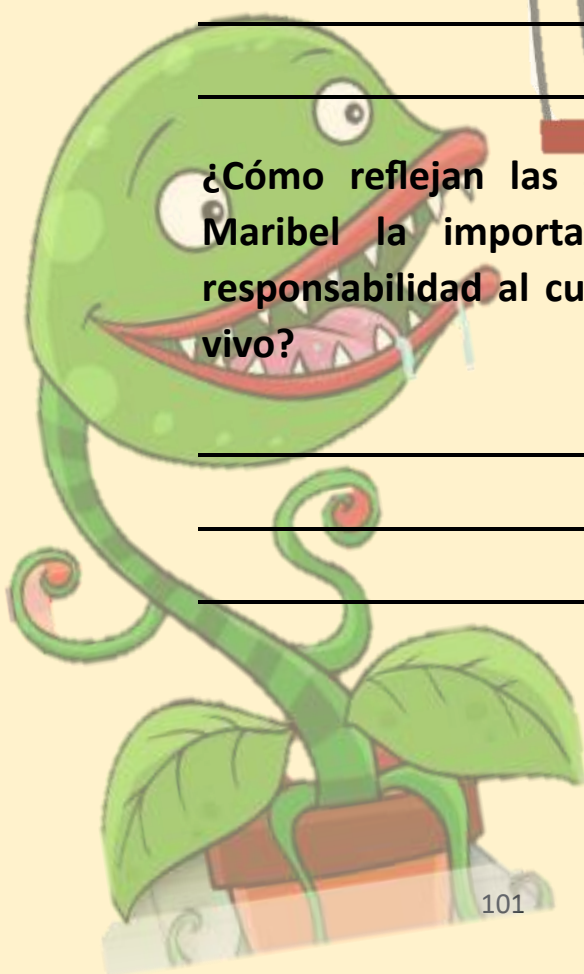 ¿Cómo reflejan las
Maribel la importa
responsabilidad al cu
vivo?
101